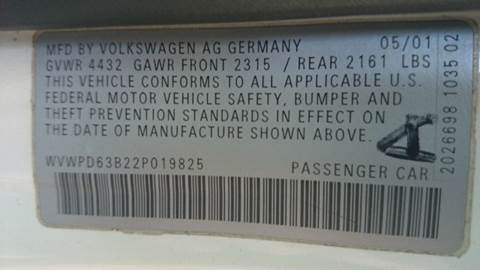 MFD BY VOLKSWAGEN AG GERMANY 05/01
GVWR 4432 GAWR FRONT 2315 / REAR 2161 LBS
THIS VEHICLE CONFORMS TO ALL APPLICABLE U.S.
FEDERAL MOTOR VEHICLE SAFETY, BUMPER AND
THEFT PREVENTION STANDARDS IN EFFECT ON
THE DATE OF MANUFACTURE SHOWN ABOVE.
WVWPD63B22P019825 PASSENGER CAR
2026698 1035 02